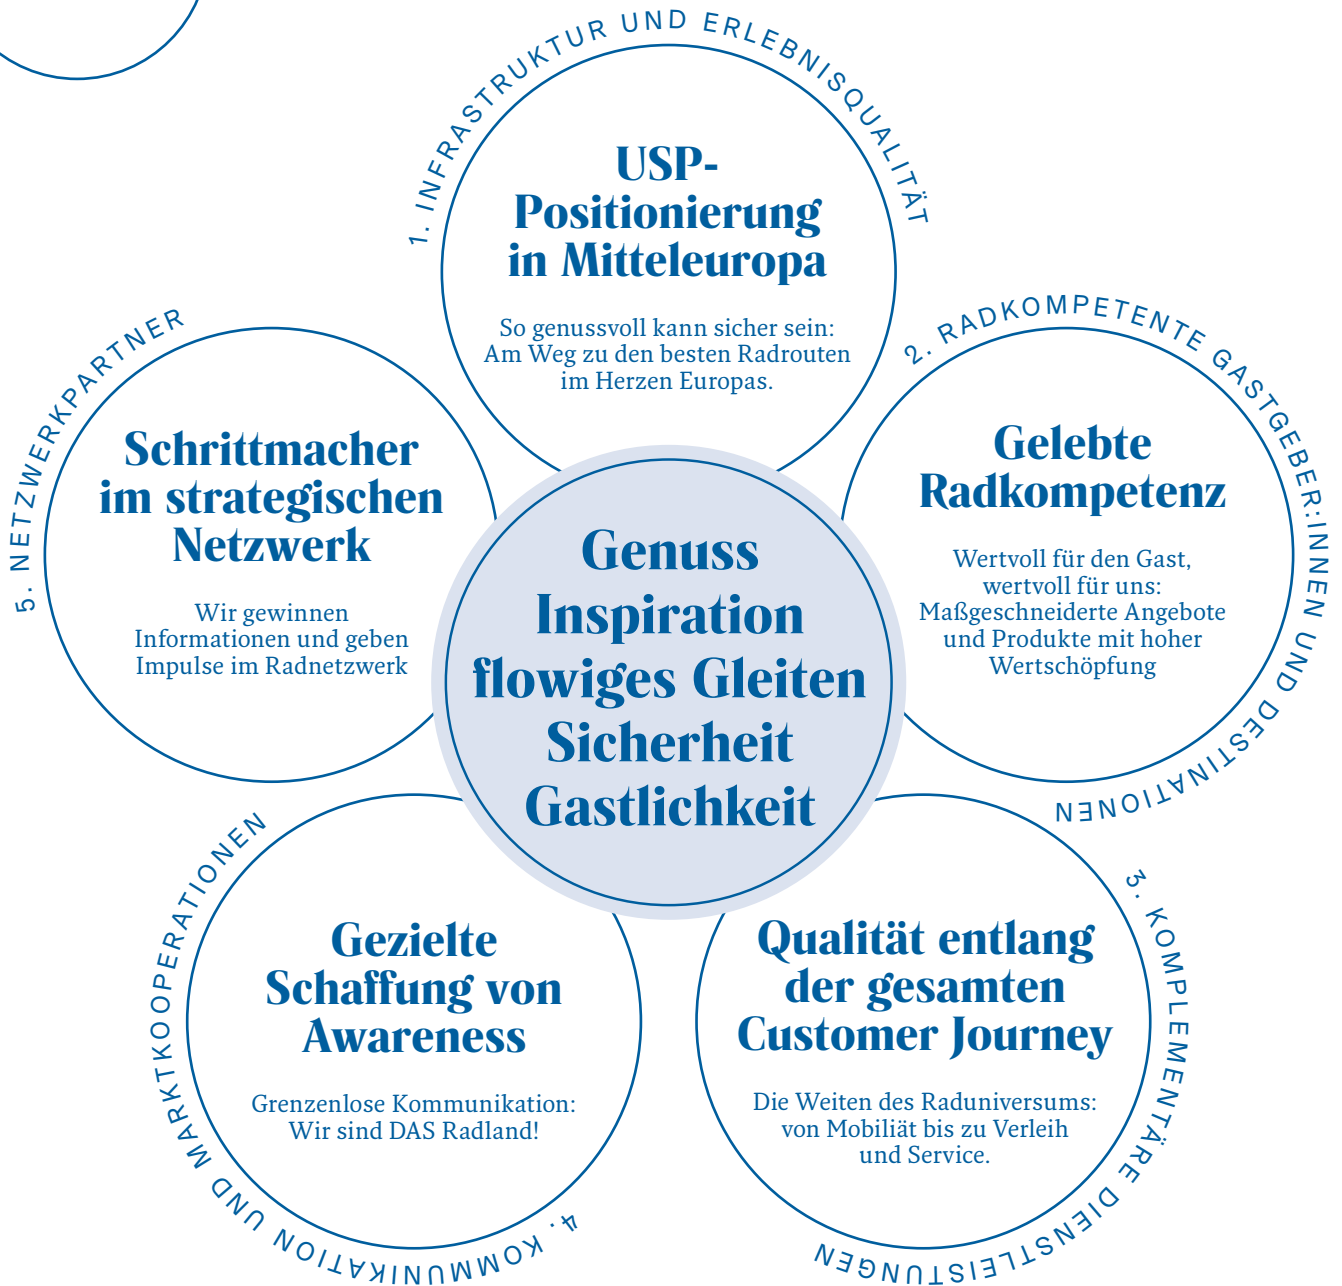 1. INFRASTRUKTUR UND ERLEBNISQUALITÄT
USP-
Positionierung
in Mitteleuropa
So genussvoll kann sicher sein:
Am Weg zu den besten Radrouten
im Herzen Europas.
2. RADKOMPETENTE GASTGEBER:INNEN UND DESTINATIONEN
Gelebte
Radkompetenz
Wertvoll für den Gast,
wertvoll für uns:
Maßgeschneiderte Angebote
und Produkte mit hoher
Wertschöpfung
3. KOMPLEMENTÄRE DIENSTLEISTUNGEN
Qualität entlang
der gesamten
Customer Journey
Die Weiten des Raduniversums:
von Mobiliät bis zu Verleih
und Service.
4. KOMMUNIKATION UND MARKTKOOPERATIONEN
Gezielte
Schaffung von
Awareness
Grenzenlose Kommunikation:
Wir sind DAS Radland!
5. NETZWERKPARTNER
Schrittmacher
im strategischen
Netzwerk
Wir gewinnen
Informationen und geben
Impulse im Radnetzwerk
Genuss
Inspiration
flowiges Gleiten
Sicherheit
Gastlichkeit